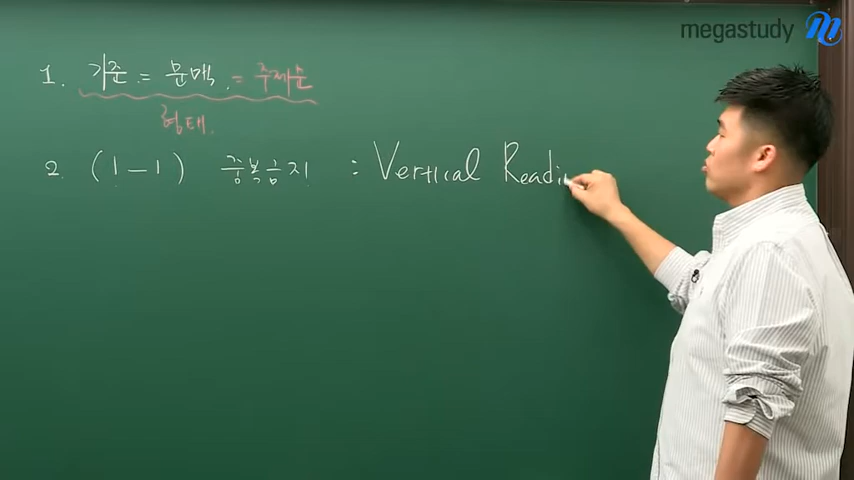 megastudy
1. 기준 = 문맥 = 주제문
형태
2. (1-1) 중복금지 : Vertical Readin